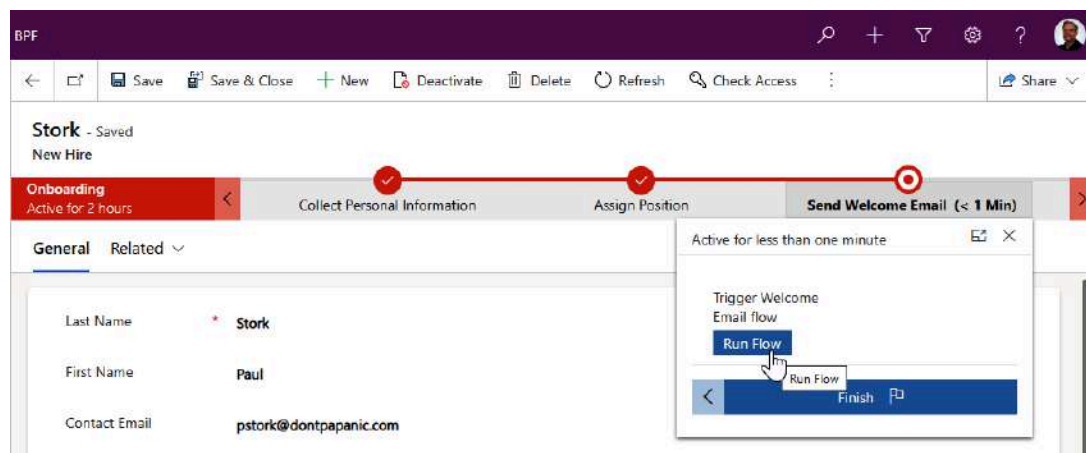 BPF
Save Save & Close New Deactivate Delete Refresh Check Access Share
Stork - Saved
New Hire
Onboarding
Active for 2 hours
Collect Personal Information Assign Position Send Welcome Email (< 1 Min)
General Related
Active for less than one minute
Trigger Welcome
Email flow
Run Flow
Run Flow
Finish
Last Name * Stork
First Name Paul
Contact Email pstork@dontpapanic.com